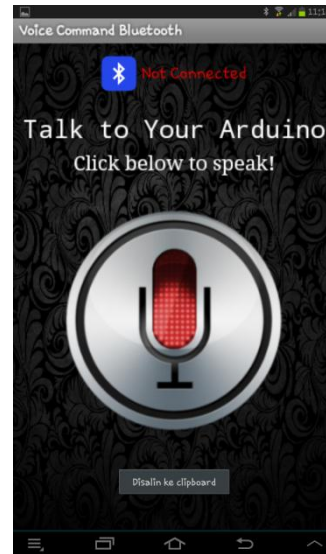 Voice Command Bluetooth
Not Connected
Talk to Your Arduino
Click below to speak!
Disalin ke clipboard